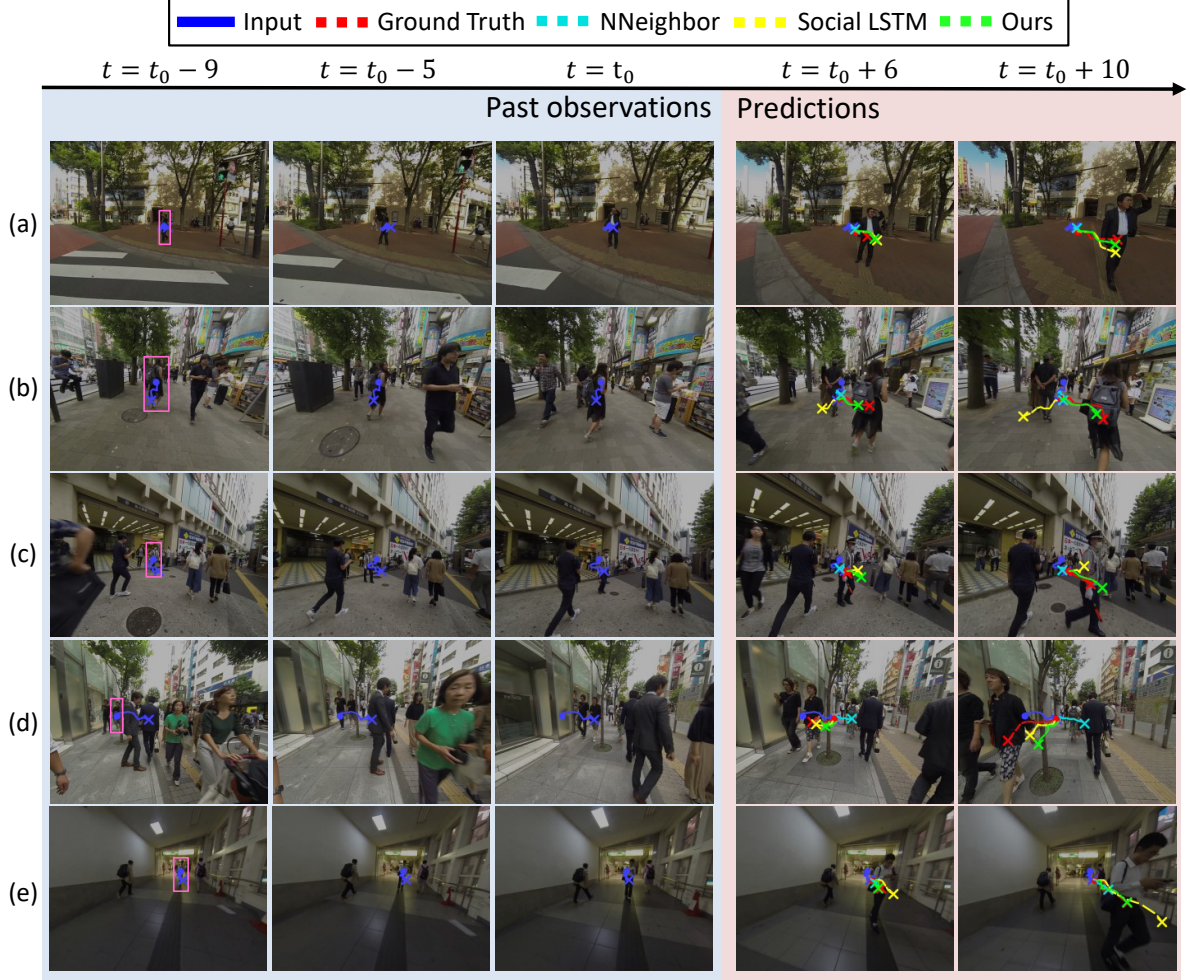 Input Ground Truth NNeighbor Social LSTM Ours
t = t₀ − 9 t = t₀ − 5 t = t₀ t = t₀ + 6 t = t₀ + 10
Past observations Predictions
(a)
(b)
(c)
(d)
(e)